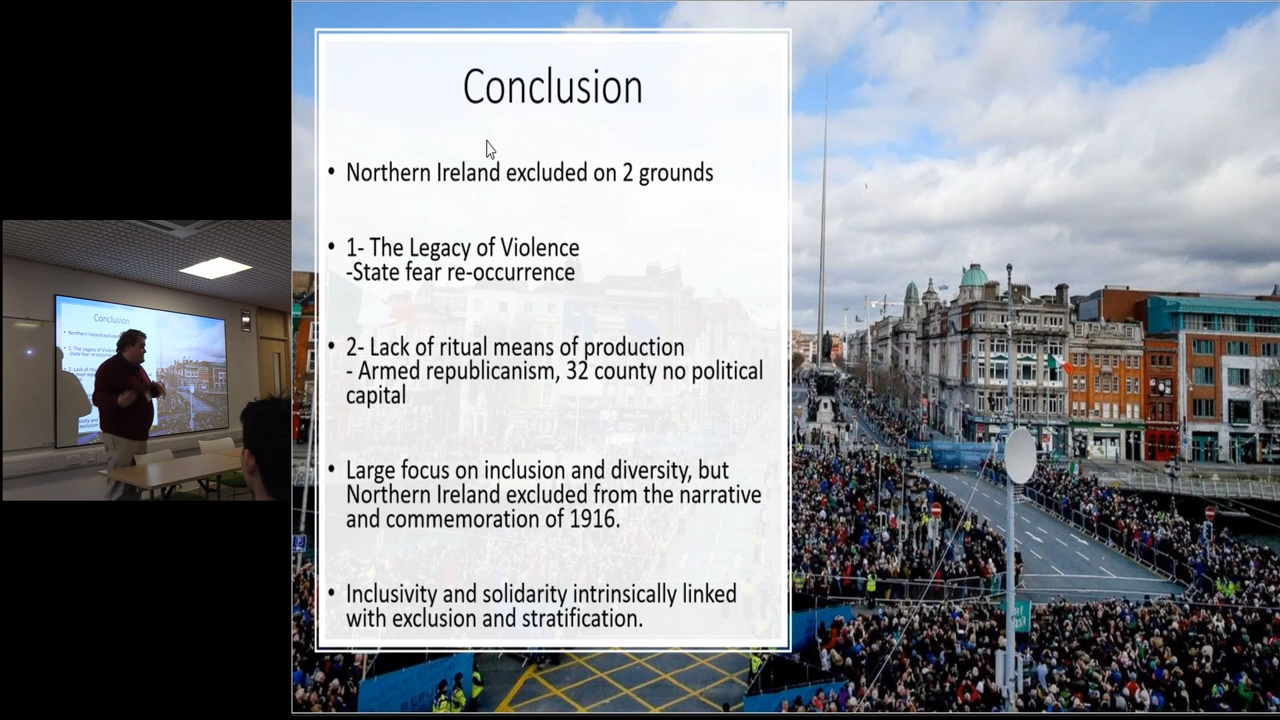 Conclusion
• Northern Ireland excluded on 2 grounds
• 1- The Legacy of Violence
-State fear re-occurrence
• 2- Lack of ritual means of production
- Armed republicanism, 32 county no political
capital
• Large focus on inclusion and diversity, but
Northern Ireland excluded from the narrative
and commemoration of 1916.
• Inclusivity and solidarity intrinsically linked
with exclusion and stratification.
Conclusion